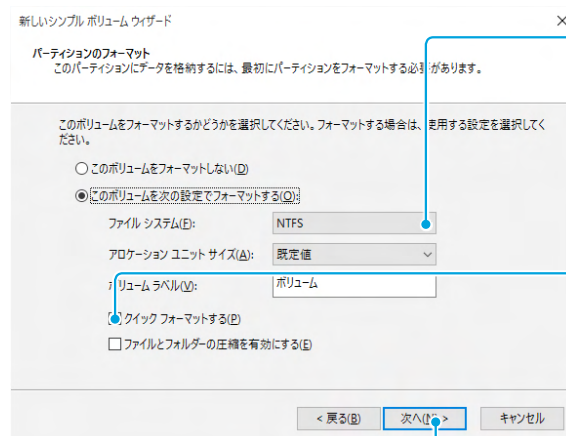 新しいシンプル ボリューム ウィザード
パーティションのフォーマット
このパーティションにデータを格納するには、最初にパーティションをフォーマットする必要があります。
このボリュームをフォーマットするかどうかを選択してください。フォーマットする場合は、使用する設定を選択してく
ださい。
このボリュームをフォーマットしない(D)
このボリュームを次の設定でフォーマットする(O):
ファイル システム(F): NTFS
アロケーション ユニット サイズ(A): 既定値
ボリューム ラベル(V): ボリューム
クイック フォーマットする(P)
ファイルとフォルダーの圧縮を有効にする(E)
< 戻る(B) 次へ(N) > キャンセル